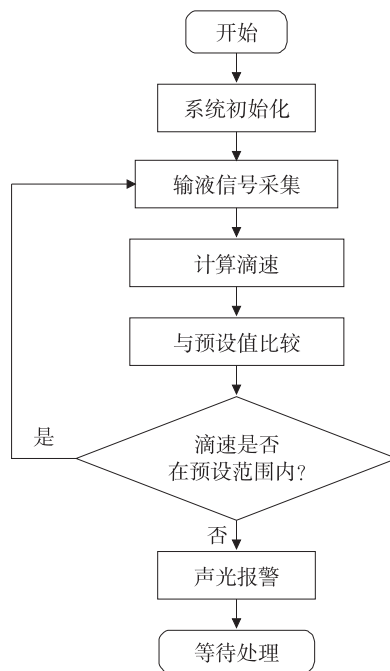 开始
系统初始化
输液信号采集
计算滴速
与预设值比较
滴速是否
在预设范围内?
是
否
声光报警
等待处理